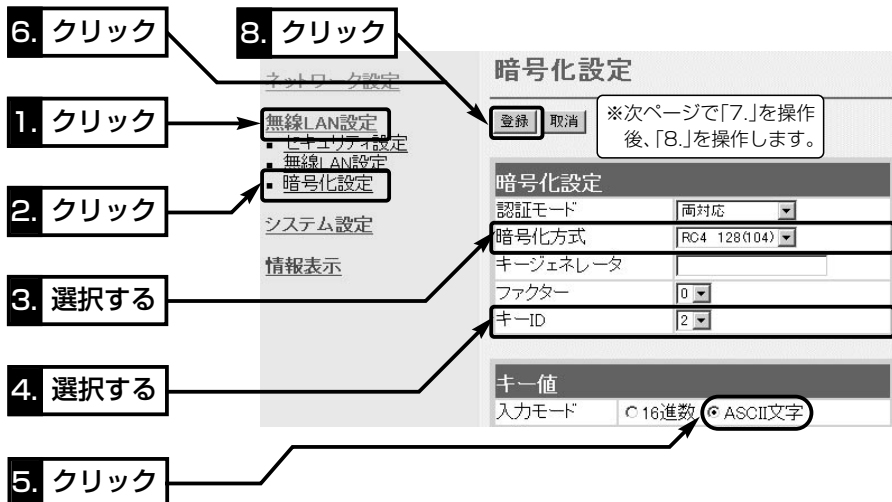 6. クリック
8. クリック
1. クリック
2. クリック
3. 選択する
4. 選択する
5. クリック
ネットワーク設定
無線LAN設定
▪ セキュリティ設定
▪ 無線LAN設定
▪ 暗号化設定
システム設定
情報表示
暗号化設定
登録 取消
※次ページで「7.」を操作
後、「8.」を操作します。
暗号化設定
認証モード 両対応
暗号化方式 RC4 128(104)
キージェネレータ
ファクター 0
キーID 2
キー値
入力モード 16進数 ASCII文字